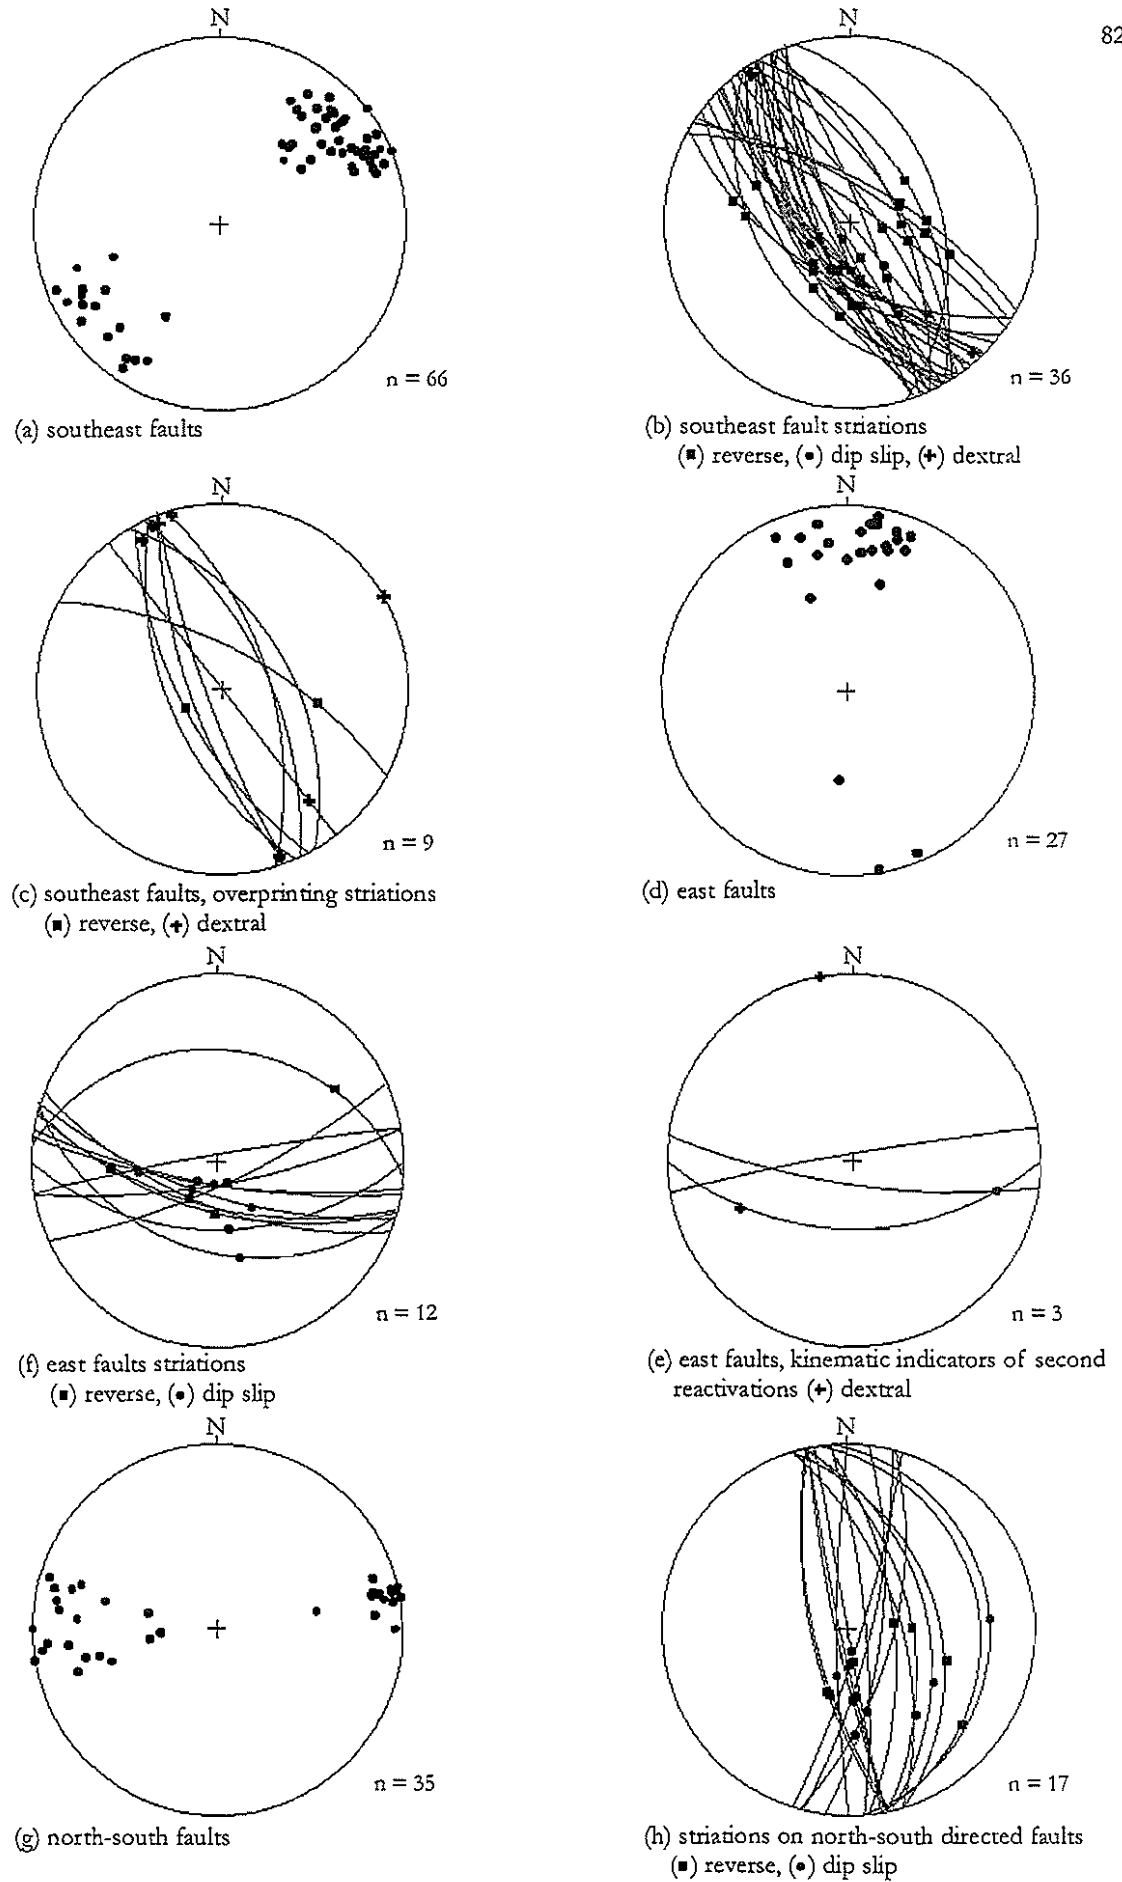 82
N
N
n = 66
n = 36
(a) southeast faults
(b) southeast fault striations
(■) reverse, (●) dip slip, (+) dextral
N
N
n = 9
n = 27
(c) southeast faults, overprinting striations
(■) reverse, (+) dextral
(d) east faults
N
N
n = 12
n = 3
(f) east faults striations
(■) reverse, (●) dip slip
(e) east faults, kinematic indicators of second
reactivations (+) dextral
N
N
n = 35
n = 17
(g) north-south faults
(h) striations on north-south directed faults
(■) reverse, (●) dip slip